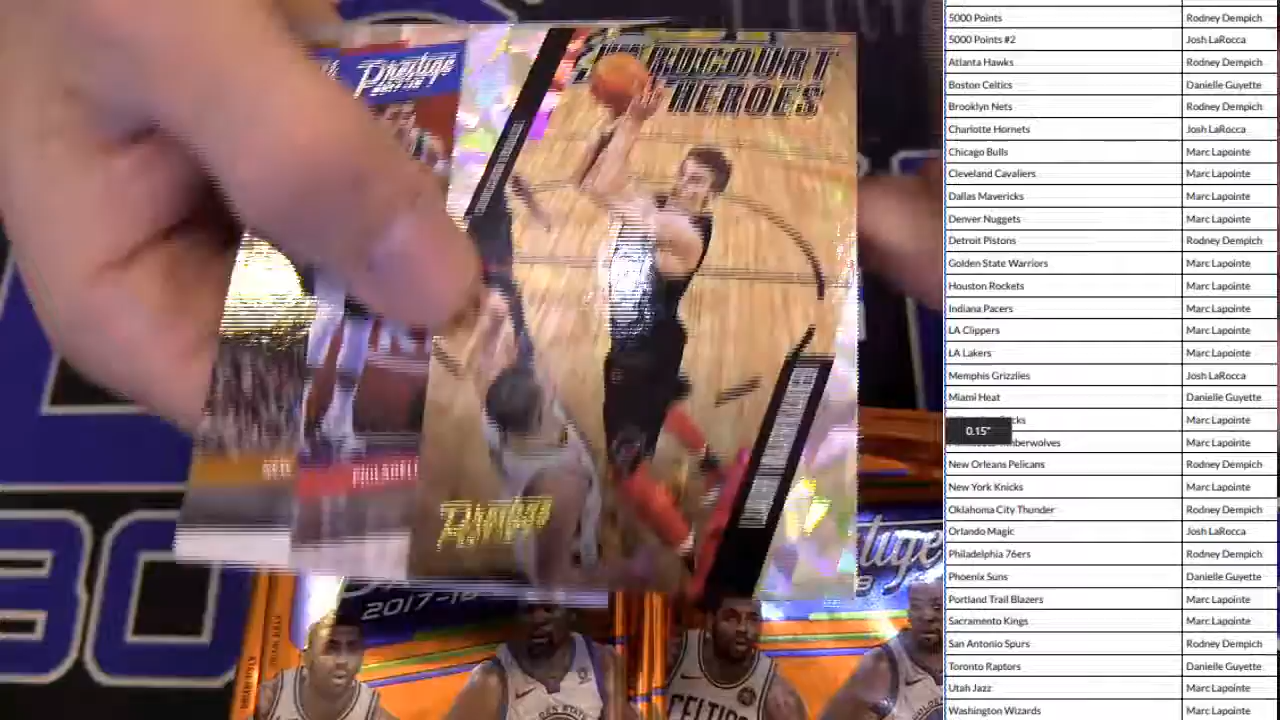 Prestige
HARDCOURT
HEROES
2017-18
CELTICS
5000 Points Rodney Dempich
5000 Points #2 Josh LaRocca
Atlanta Hawks Rodney Dempich
Boston Celtics Danielle Guyette
Brooklyn Nets Rodney Dempich
Charlotte Hornets Josh LaRocca
Chicago Bulls Marc Lapointe
Cleveland Cavaliers Marc Lapointe
Dallas Mavericks Marc Lapointe
Denver Nuggets Marc Lapointe
Detroit Pistons Rodney Dempich
Golden State Warriors Marc Lapointe
Houston Rockets Marc Lapointe
Indiana Pacers Marc Lapointe
LA Clippers Marc Lapointe
LA Lakers Marc Lapointe
Memphis Grizzlies Josh LaRocca
Miami Heat Danielle Guyette
cks Marc Lapointe
0.15"
berwolves Marc Lapointe
New Orleans Pelicans Rodney Dempich
New York Knicks Marc Lapointe
Oklahoma City Thunder Rodney Dempich
Orlando Magic Josh LaRocca
Philadelphia 76ers Rodney Dempich
Phoenix Suns Danielle Guyette
Portland Trail Blazers Marc Lapointe
Sacramento Kings Marc Lapointe
San Antonio Spurs Rodney Dempich
Toronto Raptors Danielle Guyette
Utah Jazz Marc Lapointe
Washington Wizards Marc Lapointe